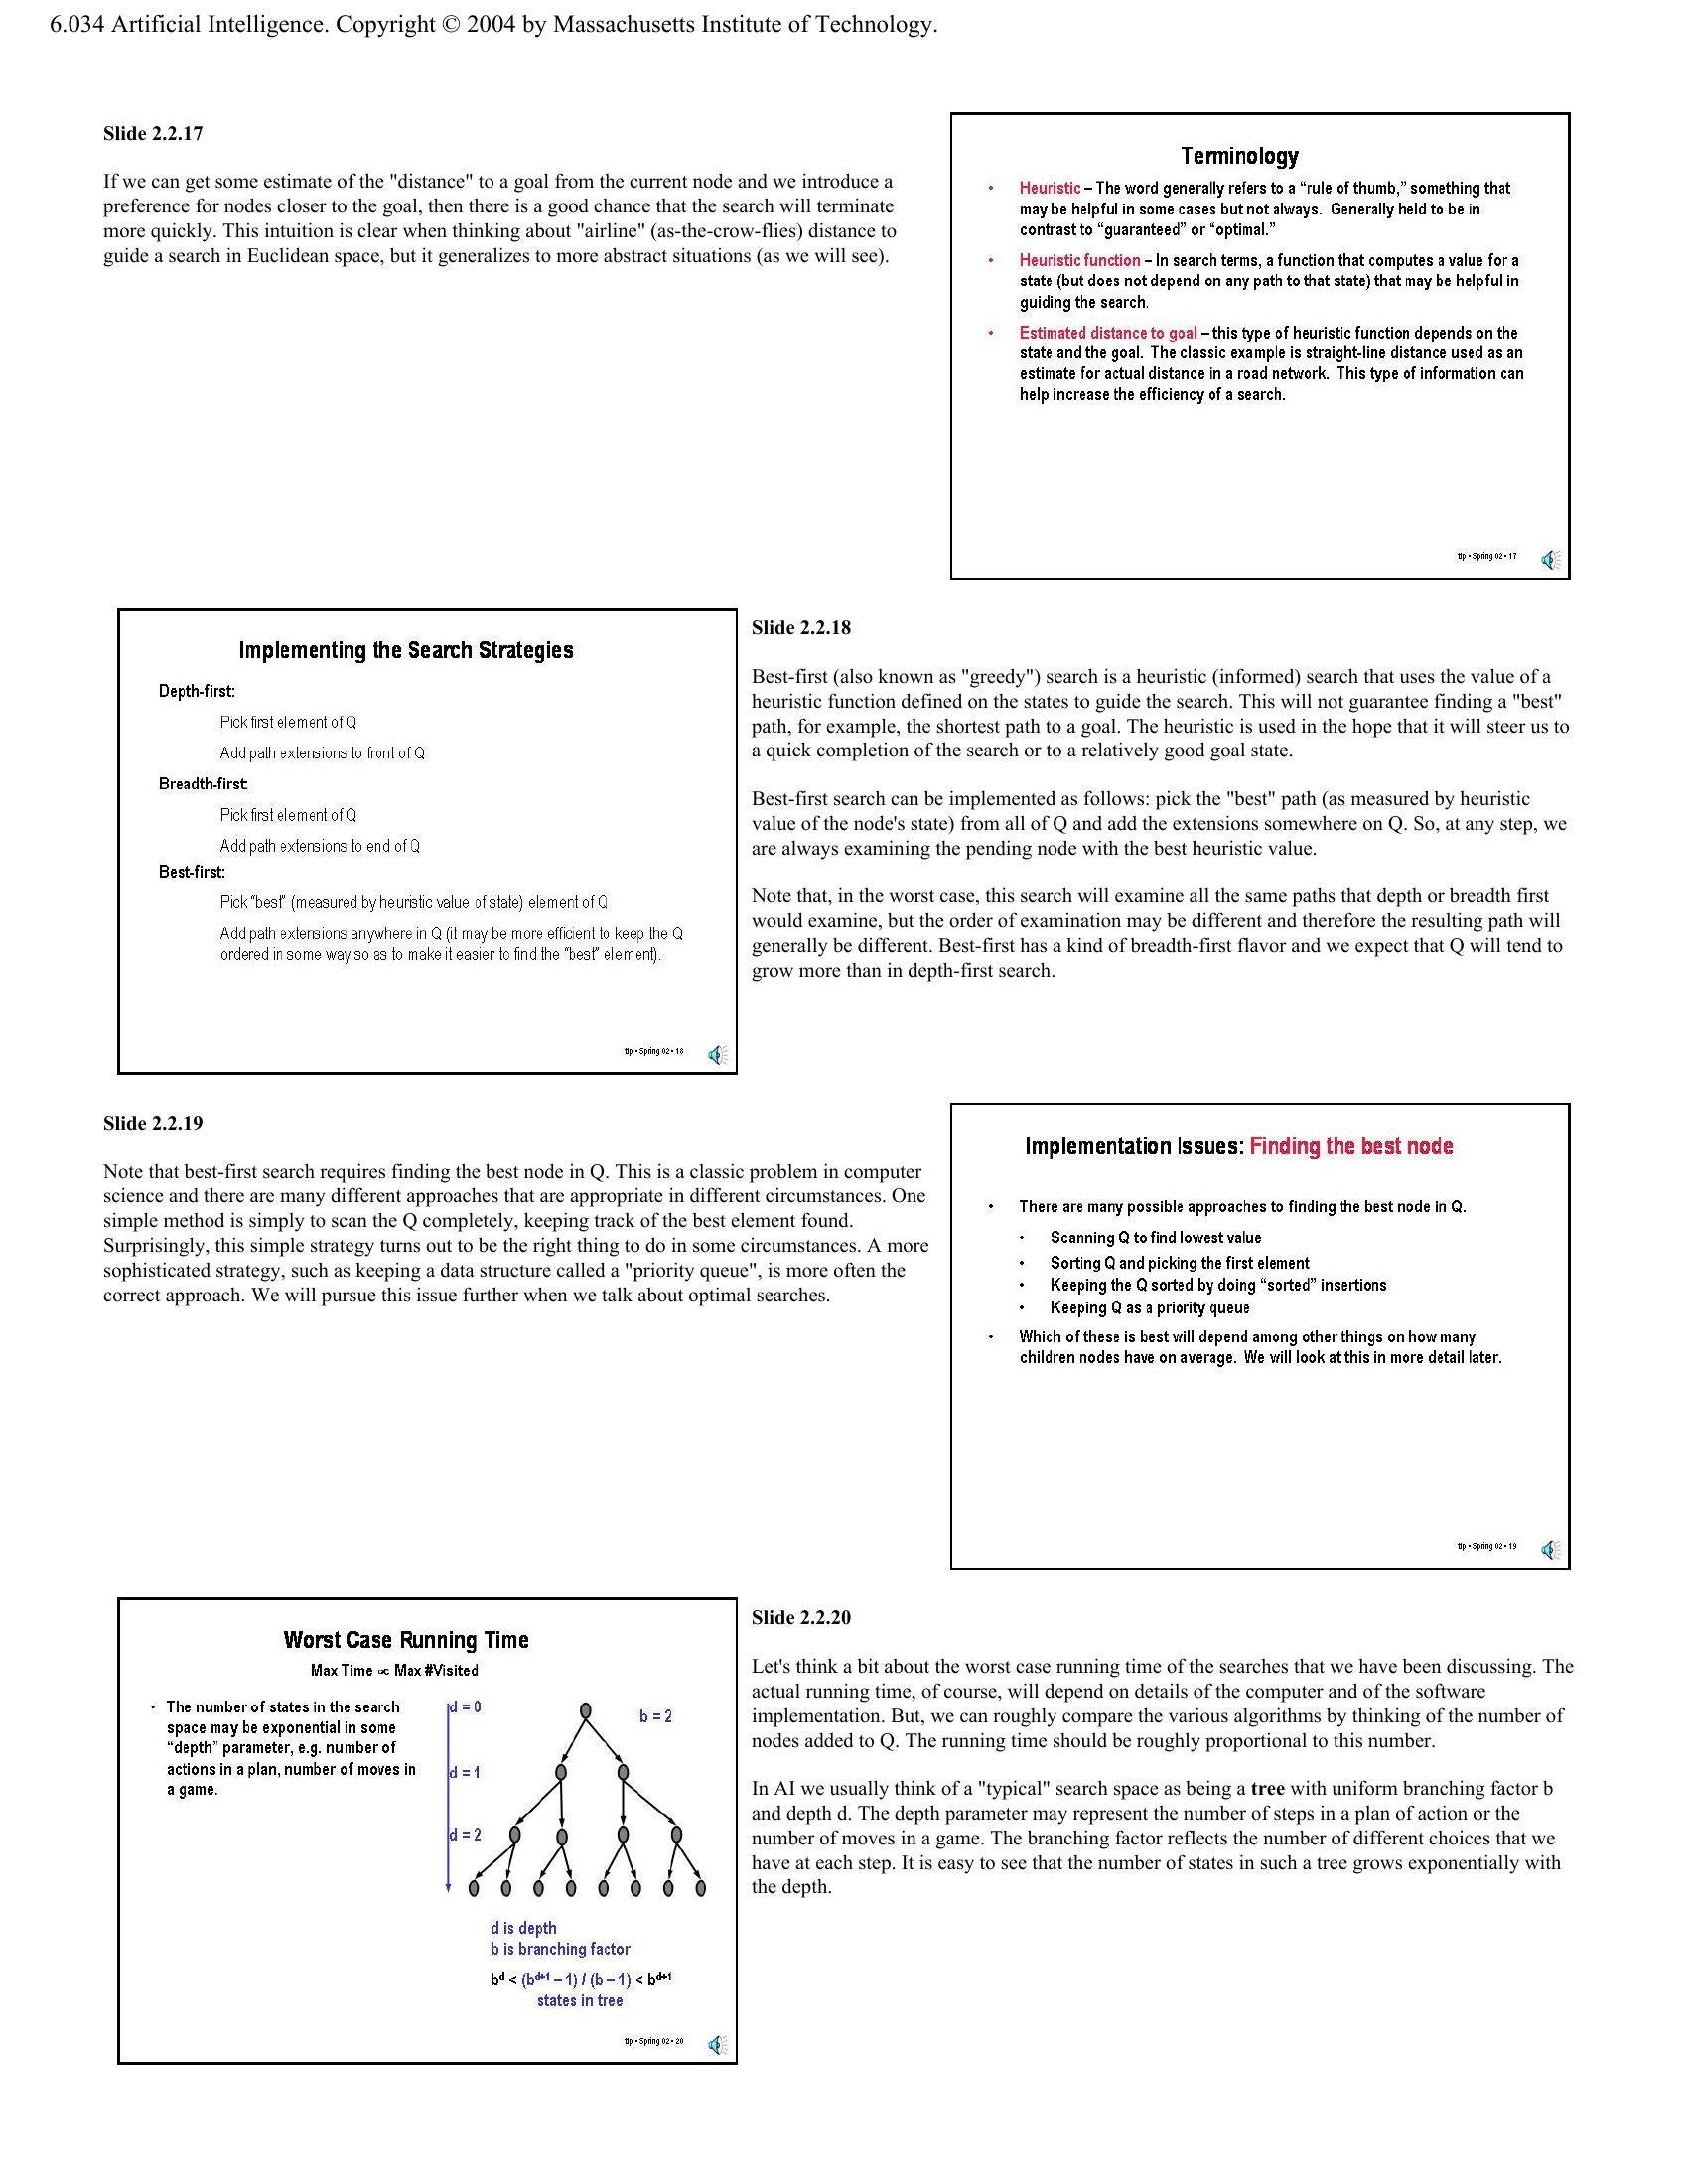 6.034 Artificial Intelligence. Copyright © 2004 by Massachusetts Institute of Technology.
Slide 2.2.17
If we can get some estimate of the "distance" to a goal from the current node and we introduce a
preference for nodes closer to the goal, then there is a good chance that the search will terminate
more quickly. This intuition is clear when thinking about "airline" (as-the-crow-flies) distance to
guide a search in Euclidean space, but it generalizes to more abstract situations (as we will see).
Terminology
• Heuristic – The word generally refers to a “rule of thumb,” something that
may be helpful in some cases but not always. Generally held to be in
contrast to “guaranteed” or “optimal.”
• Heuristic function – In search terms, a function that computes a value for a
state (but does not depend on any path to that state) that may be helpful in
guiding the search.
• Estimated distance to goal – this type of heuristic function depends on the
state and the goal. The classic example is straight-line distance used as an
estimate for actual distance in a road network. This type of information can
help increase the efficiency of a search.
tlp • Spring 02 • 17
Implementing the Search Strategies
Depth-first:
Pick first element of Q
Add path extensions to front of Q
Breadth-first:
Pick first element of Q
Add path extensions to end of Q
Best-first:
Pick “best” (measured by heuristic value of state) element of Q
Add path extensions anywhere in Q (it may be more efficient to keep the Q
ordered in some way so as to make it easier to find the “best” element).
tlp • Spring 02 • 18
Slide 2.2.18
Best-first (also known as "greedy") search is a heuristic (informed) search that uses the value of a
heuristic function defined on the states to guide the search. This will not guarantee finding a "best"
path, for example, the shortest path to a goal. The heuristic is used in the hope that it will steer us to
a quick completion of the search or to a relatively good goal state.
Best-first search can be implemented as follows: pick the "best" path (as measured by heuristic
value of the node's state) from all of Q and add the extensions somewhere on Q. So, at any step, we
are always examining the pending node with the best heuristic value.
Note that, in the worst case, this search will examine all the same paths that depth or breadth first
would examine, but the order of examination may be different and therefore the resulting path will
generally be different. Best-first has a kind of breadth-first flavor and we expect that Q will tend to
grow more than in depth-first search.
Slide 2.2.19
Note that best-first search requires finding the best node in Q. This is a classic problem in computer
science and there are many different approaches that are appropriate in different circumstances. One
simple method is simply to scan the Q completely, keeping track of the best element found.
Surprisingly, this simple strategy turns out to be the right thing to do in some circumstances. A more
sophisticated strategy, such as keeping a data structure called a "priority queue", is more often the
correct approach. We will pursue this issue further when we talk about optimal searches.
Implementation Issues: Finding the best node
• There are many possible approaches to finding the best node in Q.
• Scanning Q to find lowest value
• Sorting Q and picking the first element
• Keeping the Q sorted by doing “sorted” insertions
• Keeping Q as a priority queue
• Which of these is best will depend among other things on how many
children nodes have on average. We will look at this in more detail later.
tlp • Spring 02 • 19
Worst Case Running Time
Max Time ∝ Max #Visited
• The number of states in the search
space may be exponential in some
“depth” parameter, e.g. number of
actions in a plan, number of moves in
a game.
d = 0
b = 2
d = 1
d = 2
d is depth
b is branching factor
b^d < (b^d+1 – 1) / (b – 1) < b^d+1
states in tree
tlp • Spring 02 • 20
Slide 2.2.20
Let's think a bit about the worst case running time of the searches that we have been discussing. The
actual running time, of course, will depend on details of the computer and of the software
implementation. But, we can roughly compare the various algorithms by thinking of the number of
nodes added to Q. The running time should be roughly proportional to this number.
In AI we usually think of a "typical" search space as being a tree with uniform branching factor b
and depth d. The depth parameter may represent the number of steps in a plan of action or the
number of moves in a game. The branching factor reflects the number of different choices that we
have at each step. It is easy to see that the number of states in such a tree grows exponentially with
the depth.